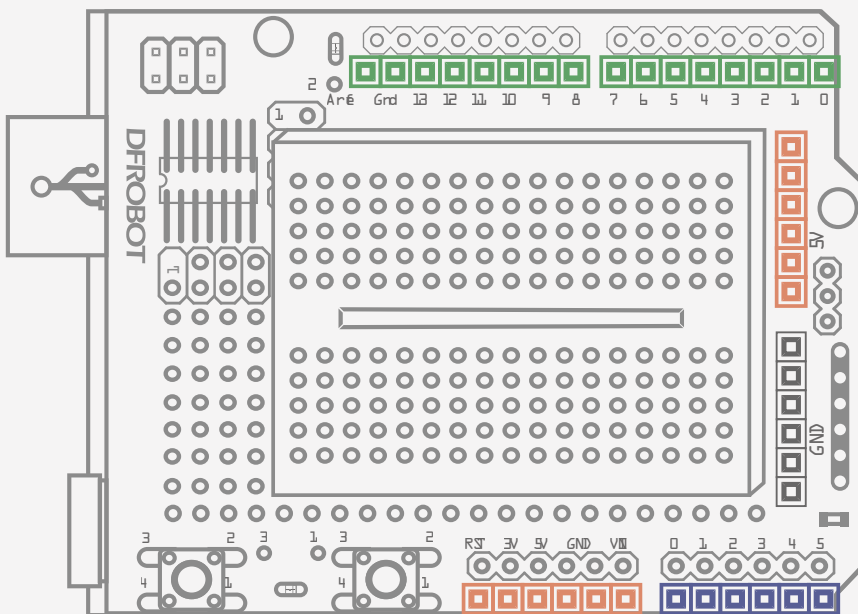 2 Aref Gnd 13 12 11 10 9 8 7 6 5 4 3 2 1 0
1
DFROBOT
5V
1
GND
3 2 3 1 3 2
RST 3V 5V GND VIN 0 1 2 3 4 5
4 1 4 1